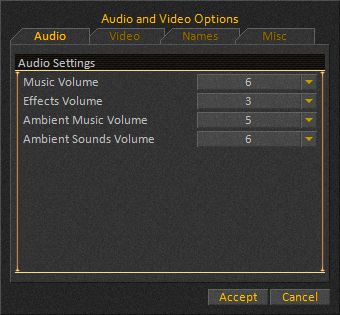 Audio and Video Options
Audio Video Names Misc
Audio Settings
Music Volume 6
Effects Volume 3
Ambient Music Volume 5
Ambient Sounds Volume 6
Accept Cancel